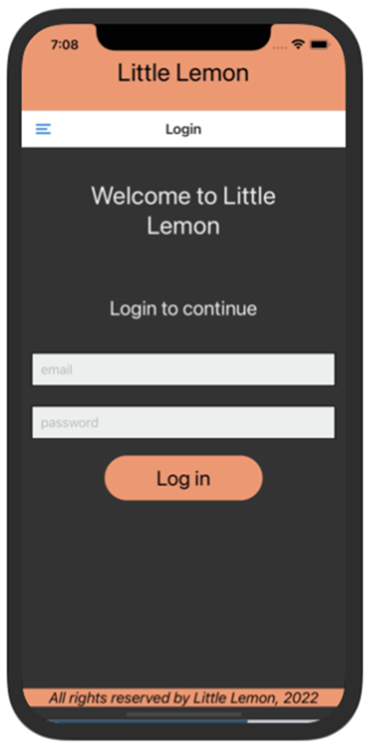 7:08
Little Lemon
Login
Welcome to Little
Lemon
Login to continue
email
password
Log in
All rights reserved by Little Lemon, 2022